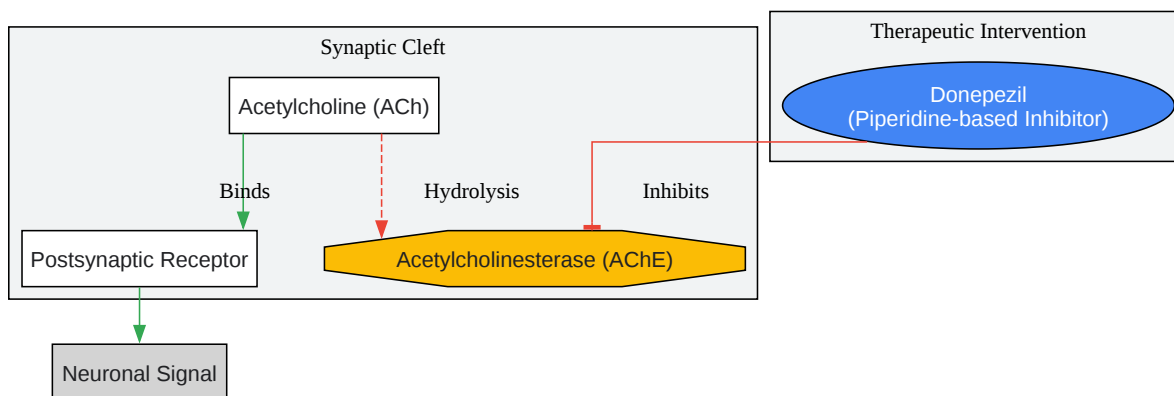 Synaptic Cleft
Therapeutic Intervention
Acetylcholine (ACh)
Donepezil
(Piperidine-based Inhibitor)
Binds
Hydrolysis
Inhibits
Postsynaptic Receptor
Acetylcholinesterase (AChE)
Neuronal Signal